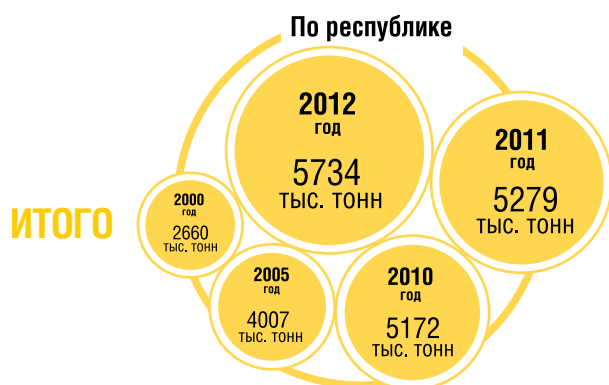 По республике
ИТОГО
2012
год
5734
ТЫС. ТОНН
2011
год
5279
ТЫС. ТОНН
2000
год
2660
ТЫС. ТОНН
2005
год
4007
ТЫС. ТОНН
2010
год
5172
ТЫС. ТОНН